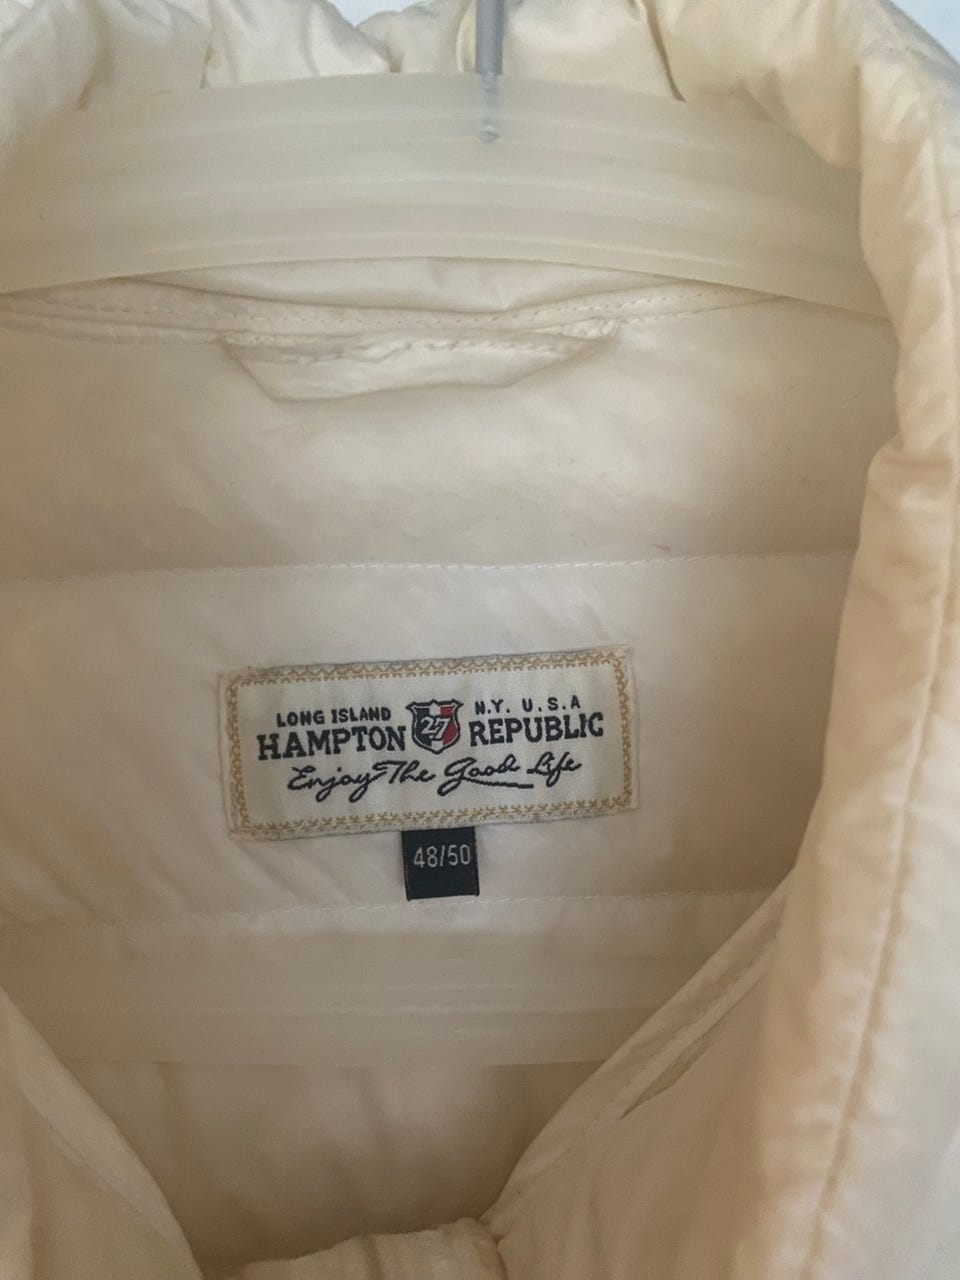 LONG ISLAND N.Y. U.S.A
HAMPTON 27 REPUBLIC
Enjoy The Good Life
48/50